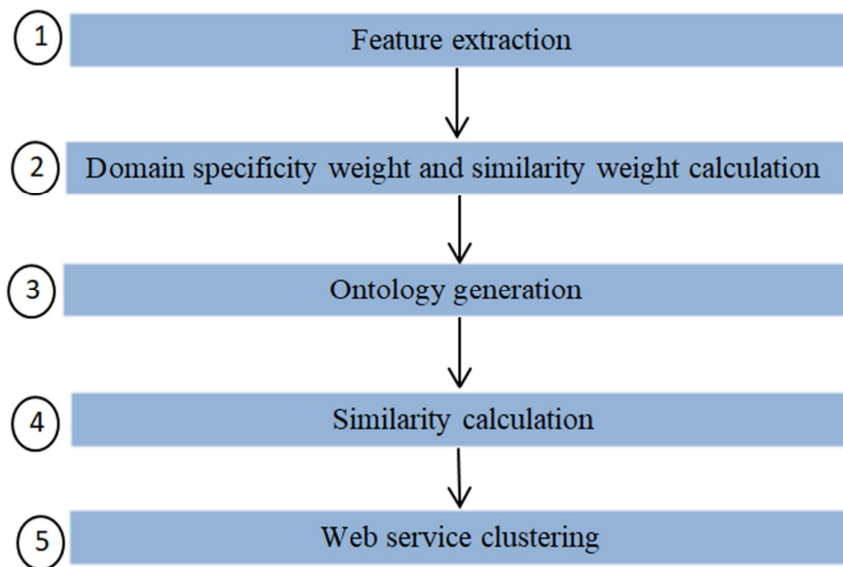 1 Feature extraction
2 Domain specificity weight and similarity weight calculation
3 Ontology generation
4 Similarity calculation
5 Web service clustering